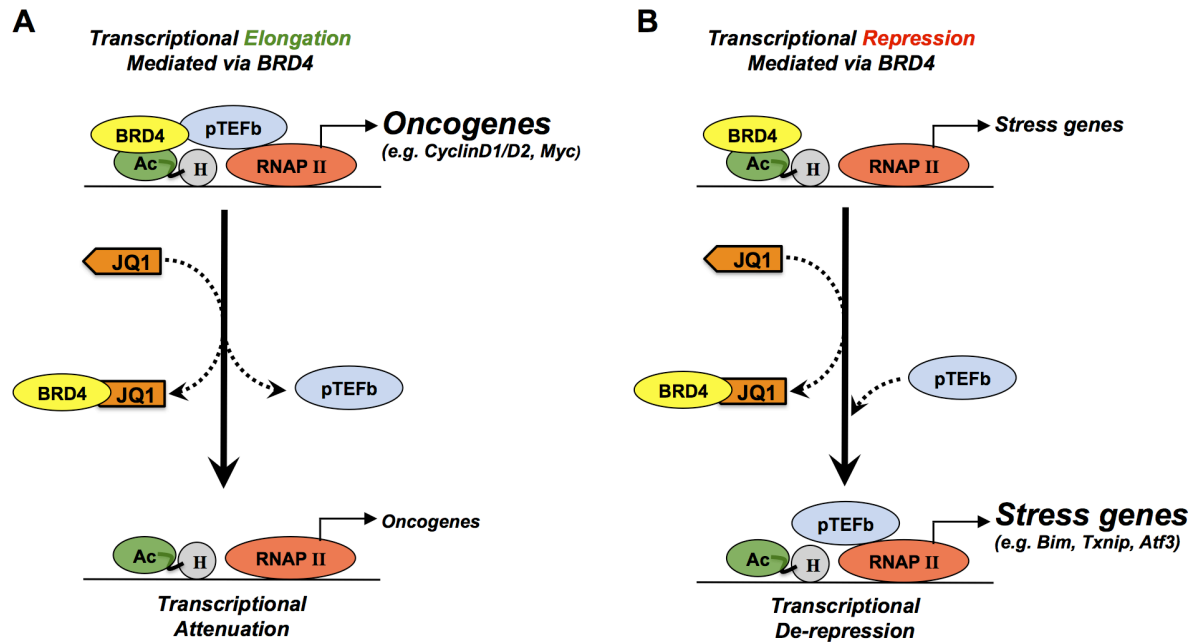 A
Transcriptional Elongation
Mediated via BRD4
BRD4
pTEFb
Ac
H
RNAP II
Oncogenes
(e.g. CyclinD1/D2, Myc)
JQ1
BRD4
JQ1
pTEFb
Ac
H
RNAP II
Oncogenes
Transcriptional
Attenuation
B
Transcriptional Repression
Mediated via BRD4
BRD4
Ac
H
RNAP II
Stress genes
JQ1
BRD4
JQ1
pTEFb
pTEFb
Ac
H
RNAP II
Stress genes
(e.g. Bim, Txnip, Atf3)
Transcriptional
De-repression